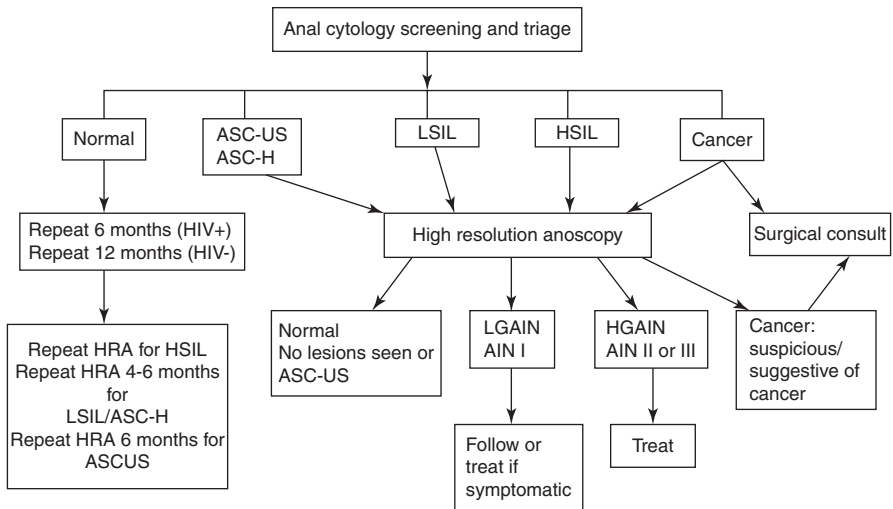 Anal cytology screening and triage
Normal
ASC-US
ASC-H
LSIL
HSIL
Cancer
Repeat 6 months (HIV+)
Repeat 12 months (HIV-)
High resolution anoscopy
Surgical consult
Repeat HRA for HSIL
Repeat HRA 4-6 months
for
LSIL/ASC-H
Repeat HRA 6 months for
ASCUS
Normal
No lesions seen or
ASC-US
LGAIN
AIN I
HGAIN
AIN II or III
Cancer:
suspicious/
suggestive of
cancer
Follow or
treat if
symptomatic
Treat